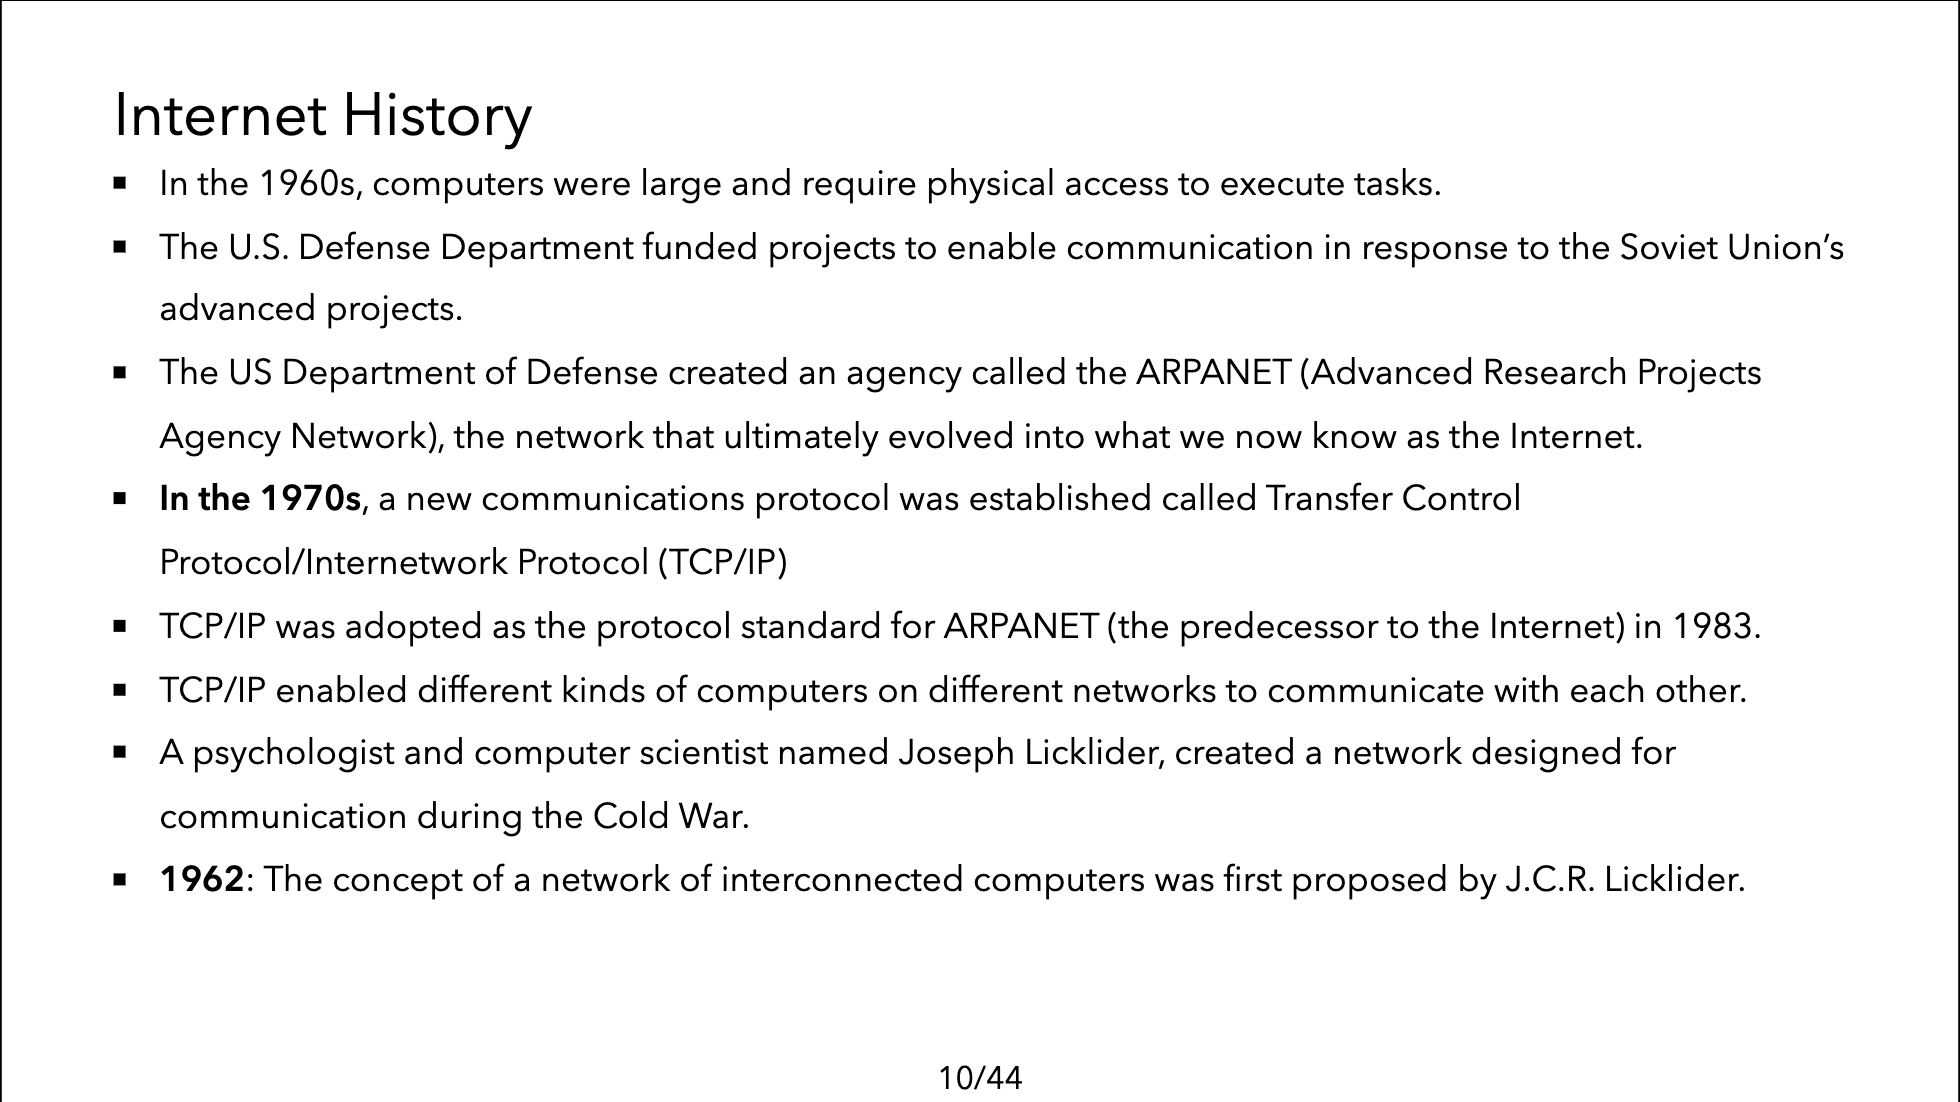 Internet History
▪ In the 1960s, computers were large and require physical access to execute tasks.
▪ The U.S. Defense Department funded projects to enable communication in response to the Soviet Union’s
advanced projects.
▪ The US Department of Defense created an agency called the ARPANET (Advanced Research Projects
Agency Network), the network that ultimately evolved into what we now know as the Internet.
▪ In the 1970s, a new communications protocol was established called Transfer Control
Protocol/Internetwork Protocol (TCP/IP)
▪ TCP/IP was adopted as the protocol standard for ARPANET (the predecessor to the Internet) in 1983.
▪ TCP/IP enabled different kinds of computers on different networks to communicate with each other.
▪ A psychologist and computer scientist named Joseph Licklider, created a network designed for
communication during the Cold War.
▪ 1962: The concept of a network of interconnected computers was first proposed by J.C.R. Licklider.
10/44